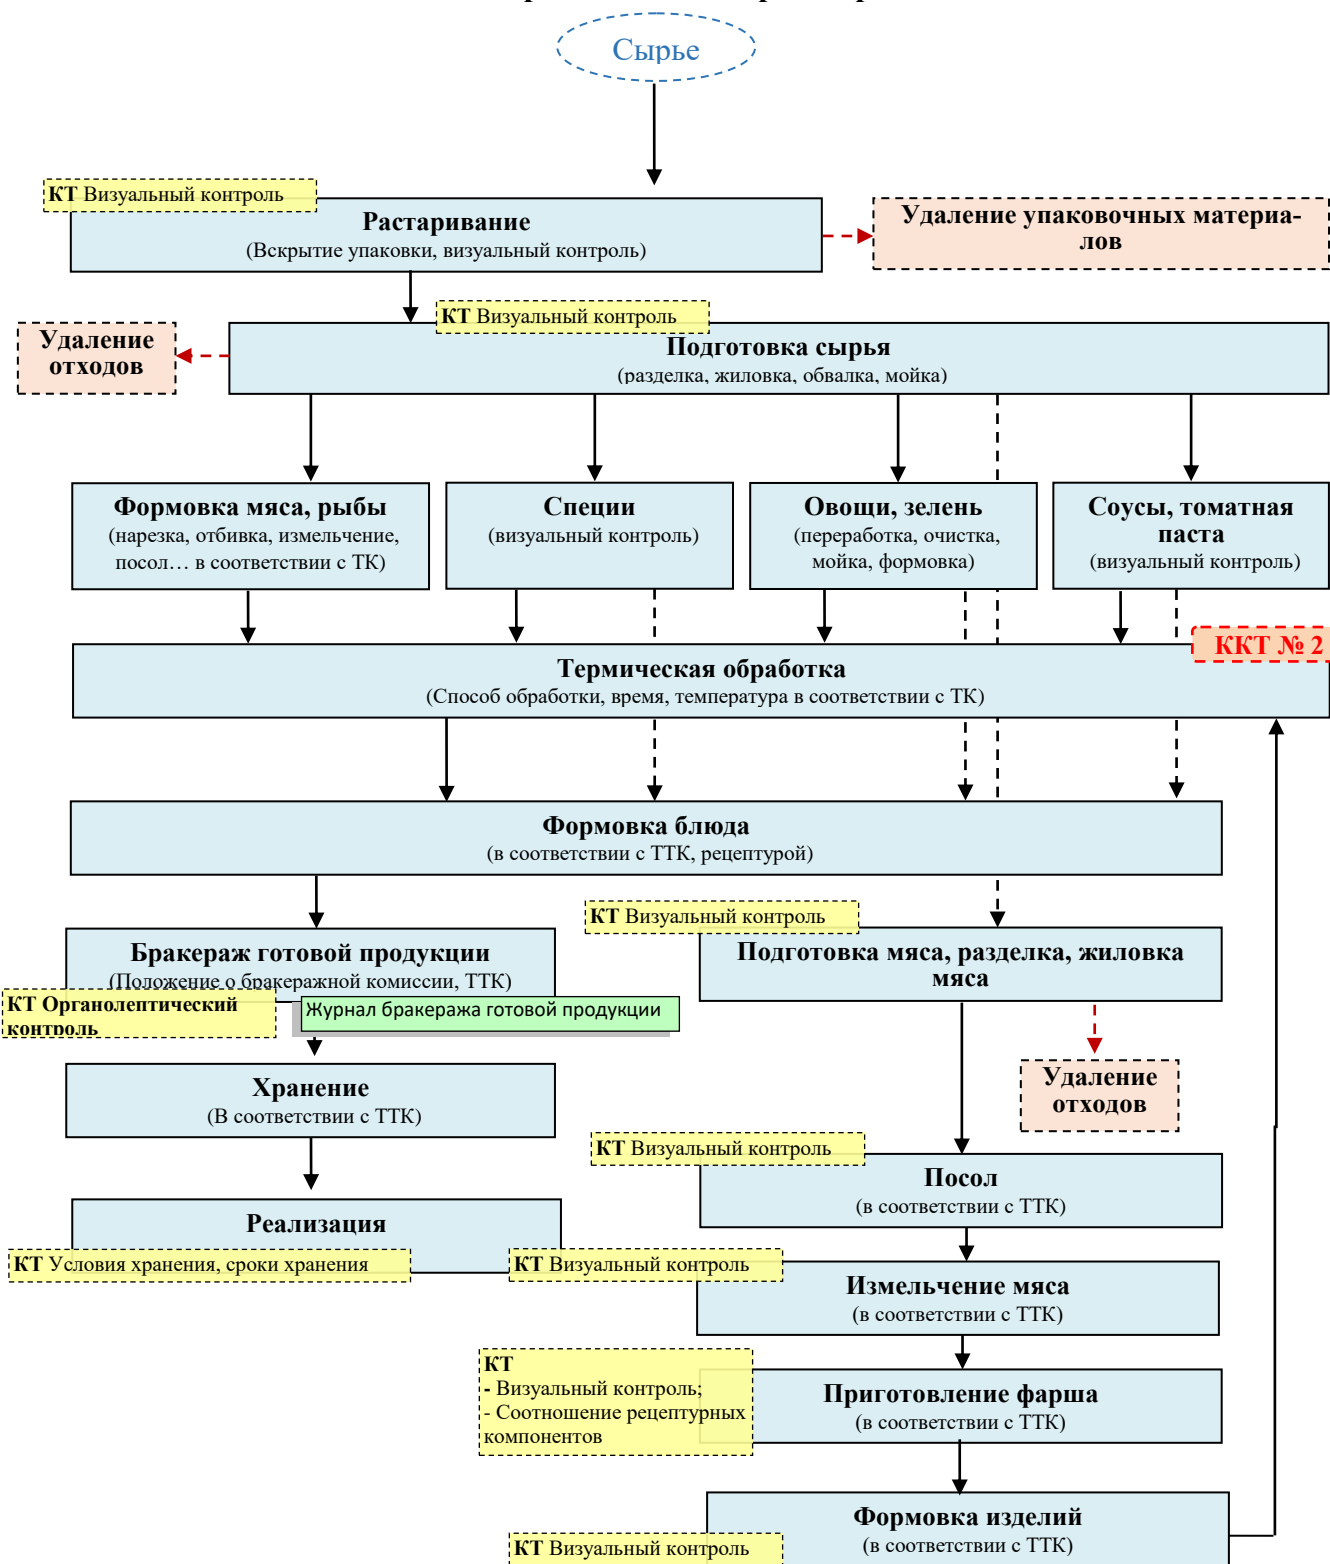 Сырье
КТ Визуальный контроль
Растаривание
(Вскрытие упаковки, визуальный контроль)
Удаление упаковочных материа-
лов
КТ Визуальный контроль
Удаление
отходов
Подготовка сырья
(разделка, жиловка, обвалка, мойка)
Формовка мяса, рыбы
(нарезка, отбивка, измельчение,
посол… в соответствии с ТК)
Специи
(визуальный контроль)
Овощи, зелень
(переработка, очистка,
мойка, формовка)
Соусы, томатная
паста
(визуальный контроль)
ККТ № 2
Термическая обработка
(Способ обработки, время, температура в соответствии с ТК)
Формовка блюда
(в соответствии с ТТК, рецептурой)
Бракераж готовой продукции
(Положение о бракеражной комиссии, ТТК)
КТ Органолептический
контроль
Журнал бракеража готовой продукции
Хранение
(В соответствии с ТТК)
Реализация
КТ Условия хранения, сроки хранения
КТ Визуальный контроль
Подготовка мяса, разделка, жиловка
мяса
Удаление
отходов
КТ Визуальный контроль
Посол
(в соответствии с ТТК)
КТ Визуальный контроль
Измельчение мяса
(в соответствии с ТТК)
КТ
- Визуальный контроль;
- Соотношение рецептурных
компонентов
Приготовление фарша
(в соответствии с ТТК)
Формовка изделий
(в соответствии с ТТК)
КТ Визуальный контроль